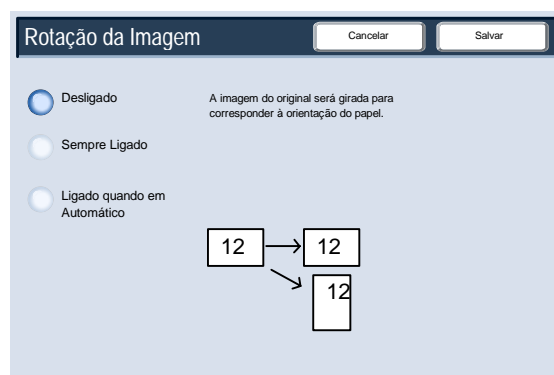 Rotação da Imagem
Cancelar
Salvar
Desligado
A imagem do original será girada para
corresponder à orientação do papel.
Sempre Ligado
Ligado quando em
Automático
12
12
12